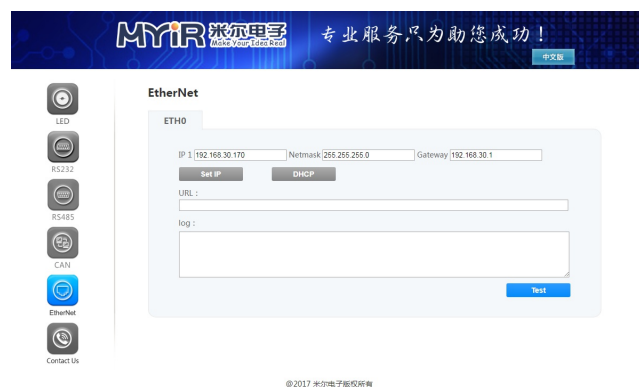 MYiR 米尔电子
Make Your Idea Real
专业服务只为助您成功！
中文版
LED
RS232
RS485
CAN
EtherNet
Contact Us
EtherNet
ETH0
IP 1 192.168.30.170 Netmask 255.255.255.0 Gateway 192.168.30.1
Set IP DHCP
URL :
log :
Test
@2017 米尔电子版权所有